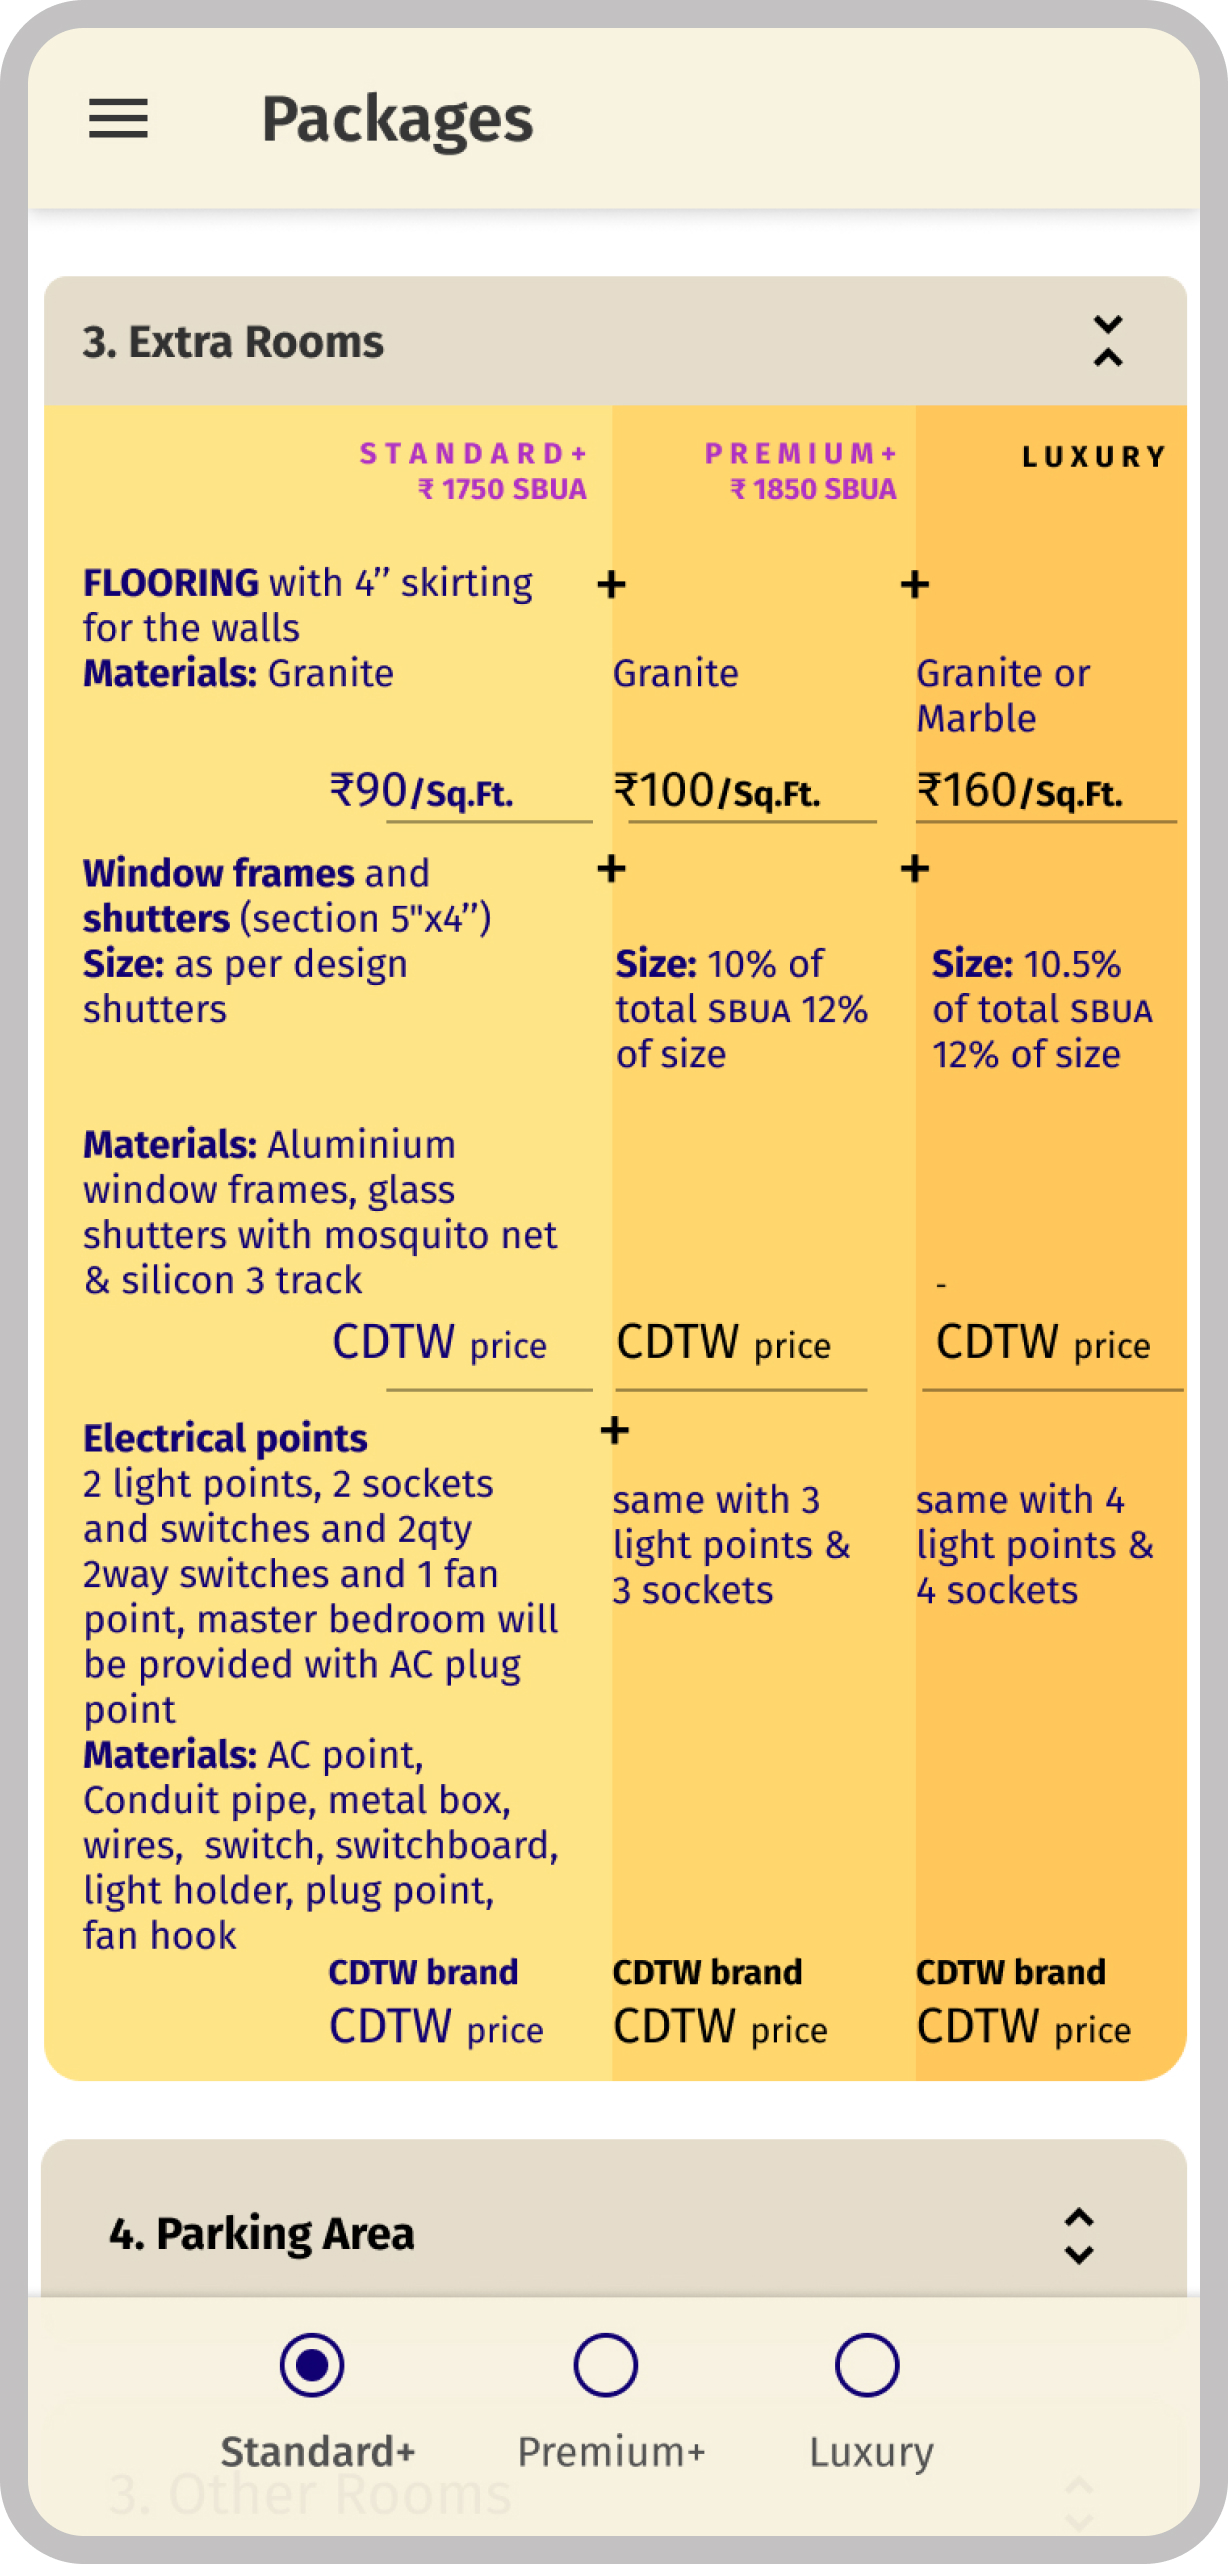 Packages
3. Extra Rooms
STANDARD+
₹ 1750 SBUA
PREMIUM+
₹ 1850 SBUA
LUXURY
FLOORING with 4” skirting
for the walls
Materials: Granite
₹90/Sq.Ft.
+
Granite
₹100/Sq.Ft.
+
Granite or
Marble
₹160/Sq.Ft.
Window frames and
shutters (section 5"x4”)
Size: as per design
shutters
Materials: Aluminium
window frames, glass
shutters with mosquito net
& silicon 3 track
CDTW price
+
Size: 10% of
total SBUA 12%
of size
CDTW price
+
Size: 10.5%
of total SBUA
12% of size
-
CDTW price
Electrical points
2 light points, 2 sockets
and switches and 2qty
2way switches and 1 fan
point, master bedroom will
be provided with AC plug
point
Materials: AC point,
Conduit pipe, metal box,
wires,  switch, switchboard,
light holder, plug point,
fan hook
CDTW brand
CDTW price
+
same with 3
light points &
3 sockets
CDTW brand
CDTW price
same with 4
light points &
4 sockets
CDTW brand
CDTW price
4. Parking Area
Standard+
Premium+
Luxury
3. Other Rooms